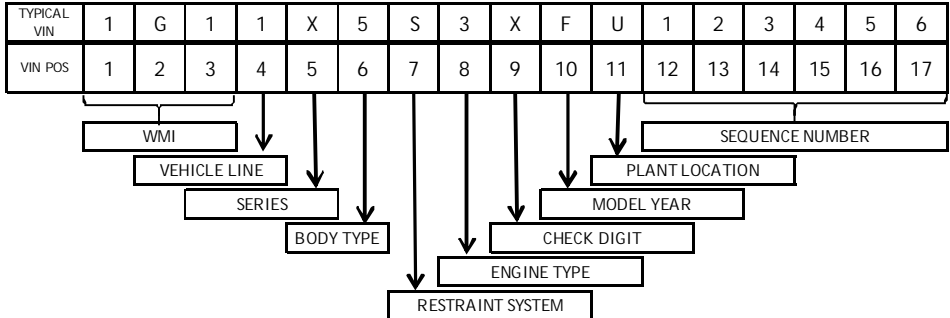 TYPICAL VIN 1 G 1 1 X 5 S 3 X F U 1 2 3 4 5 6
VIN POS 1 2 3 4 5 6 7 8 9 10 11 12 13 14 15 16 17
WMI SEQUENCE NUMBER
VEHICLE LINE PLANT LOCATION
SERIES MODEL YEAR
BODY TYPE CHECK DIGIT
ENGINE TYPE
RESTRAINT SYSTEM